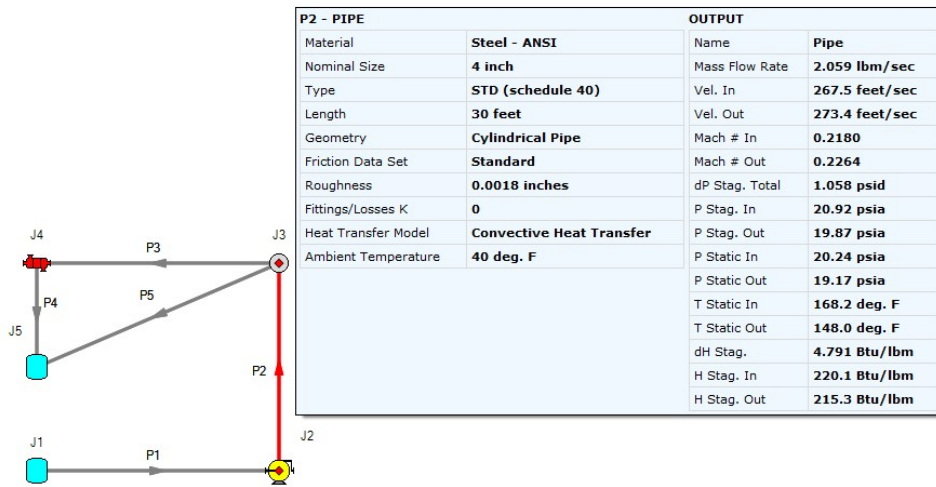 P2 - PIPE
Material Steel - ANSI
Nominal Size 4 inch
Type STD (schedule 40)
Length 30 feet
Geometry Cylindrical Pipe
Friction Data Set Standard
Roughness 0.0018 inches
Fittings/Losses K 0
Heat Transfer Model Convective Heat Transfer
Ambient Temperature 40 deg. F
OUTPUT
Name Pipe
Mass Flow Rate 2.059 lbm/sec
Vel. In 267.5 feet/sec
Vel. Out 273.4 feet/sec
Mach # In 0.2180
Mach # Out 0.2264
dP Stag. Total 1.058 psid
P Stag. In 20.92 psia
P Stag. Out 19.87 psia
P Static In 20.24 psia
P Static Out 19.17 psia
T Static In 168.2 deg. F
T Static Out 148.0 deg. F
dH Stag. 4.791 Btu/lbm
H Stag. In 220.1 Btu/lbm
H Stag. Out 215.3 Btu/lbm
J4
P3
J3
P4
P5
J5
P2
J1
P1
J2